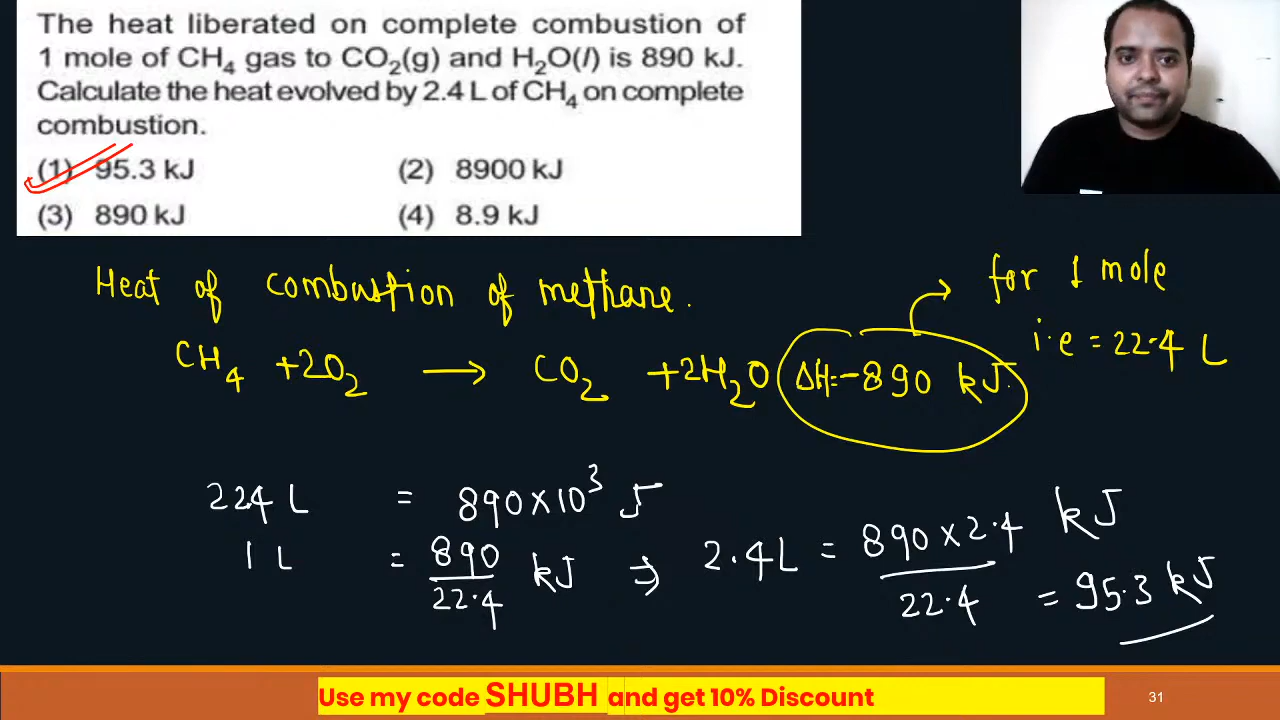 The heat liberated on complete combustion of
1 mole of CH₄ gas to CO₂(g) and H₂O(l) is 890 kJ.
Calculate the heat evolved by 2.4 L of CH₄ on complete
combustion.
(1) 95.3 kJ (2) 8900 kJ
(3) 890 kJ (4) 8.9 kJ
Heat of combustion of methane.
for 1 mole
i.e = 22.4 L
CH₄ + 2O₂ ⟶ CO₂ + 2H₂O ΔH=-890 kJ.
224 L = 890×10³ J
1 L = 890/22.4 kJ ⇒ 2.4L = 890×2.4/22.4 kJ
= 95.3 kJ
Use my code SHUBH and get 10% Discount
31